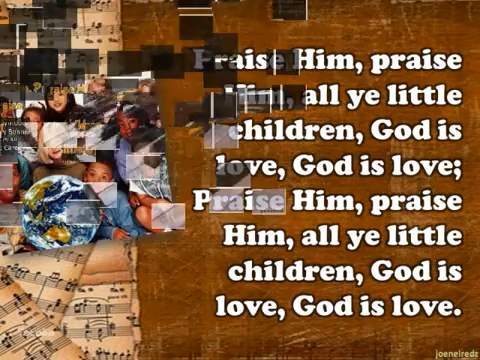 Praise Him, praise
Him, all ye little
children, God is
love, God is love;
Praise Him, praise
Him, all ye little
children, God is
love, God is love.
joenelredz